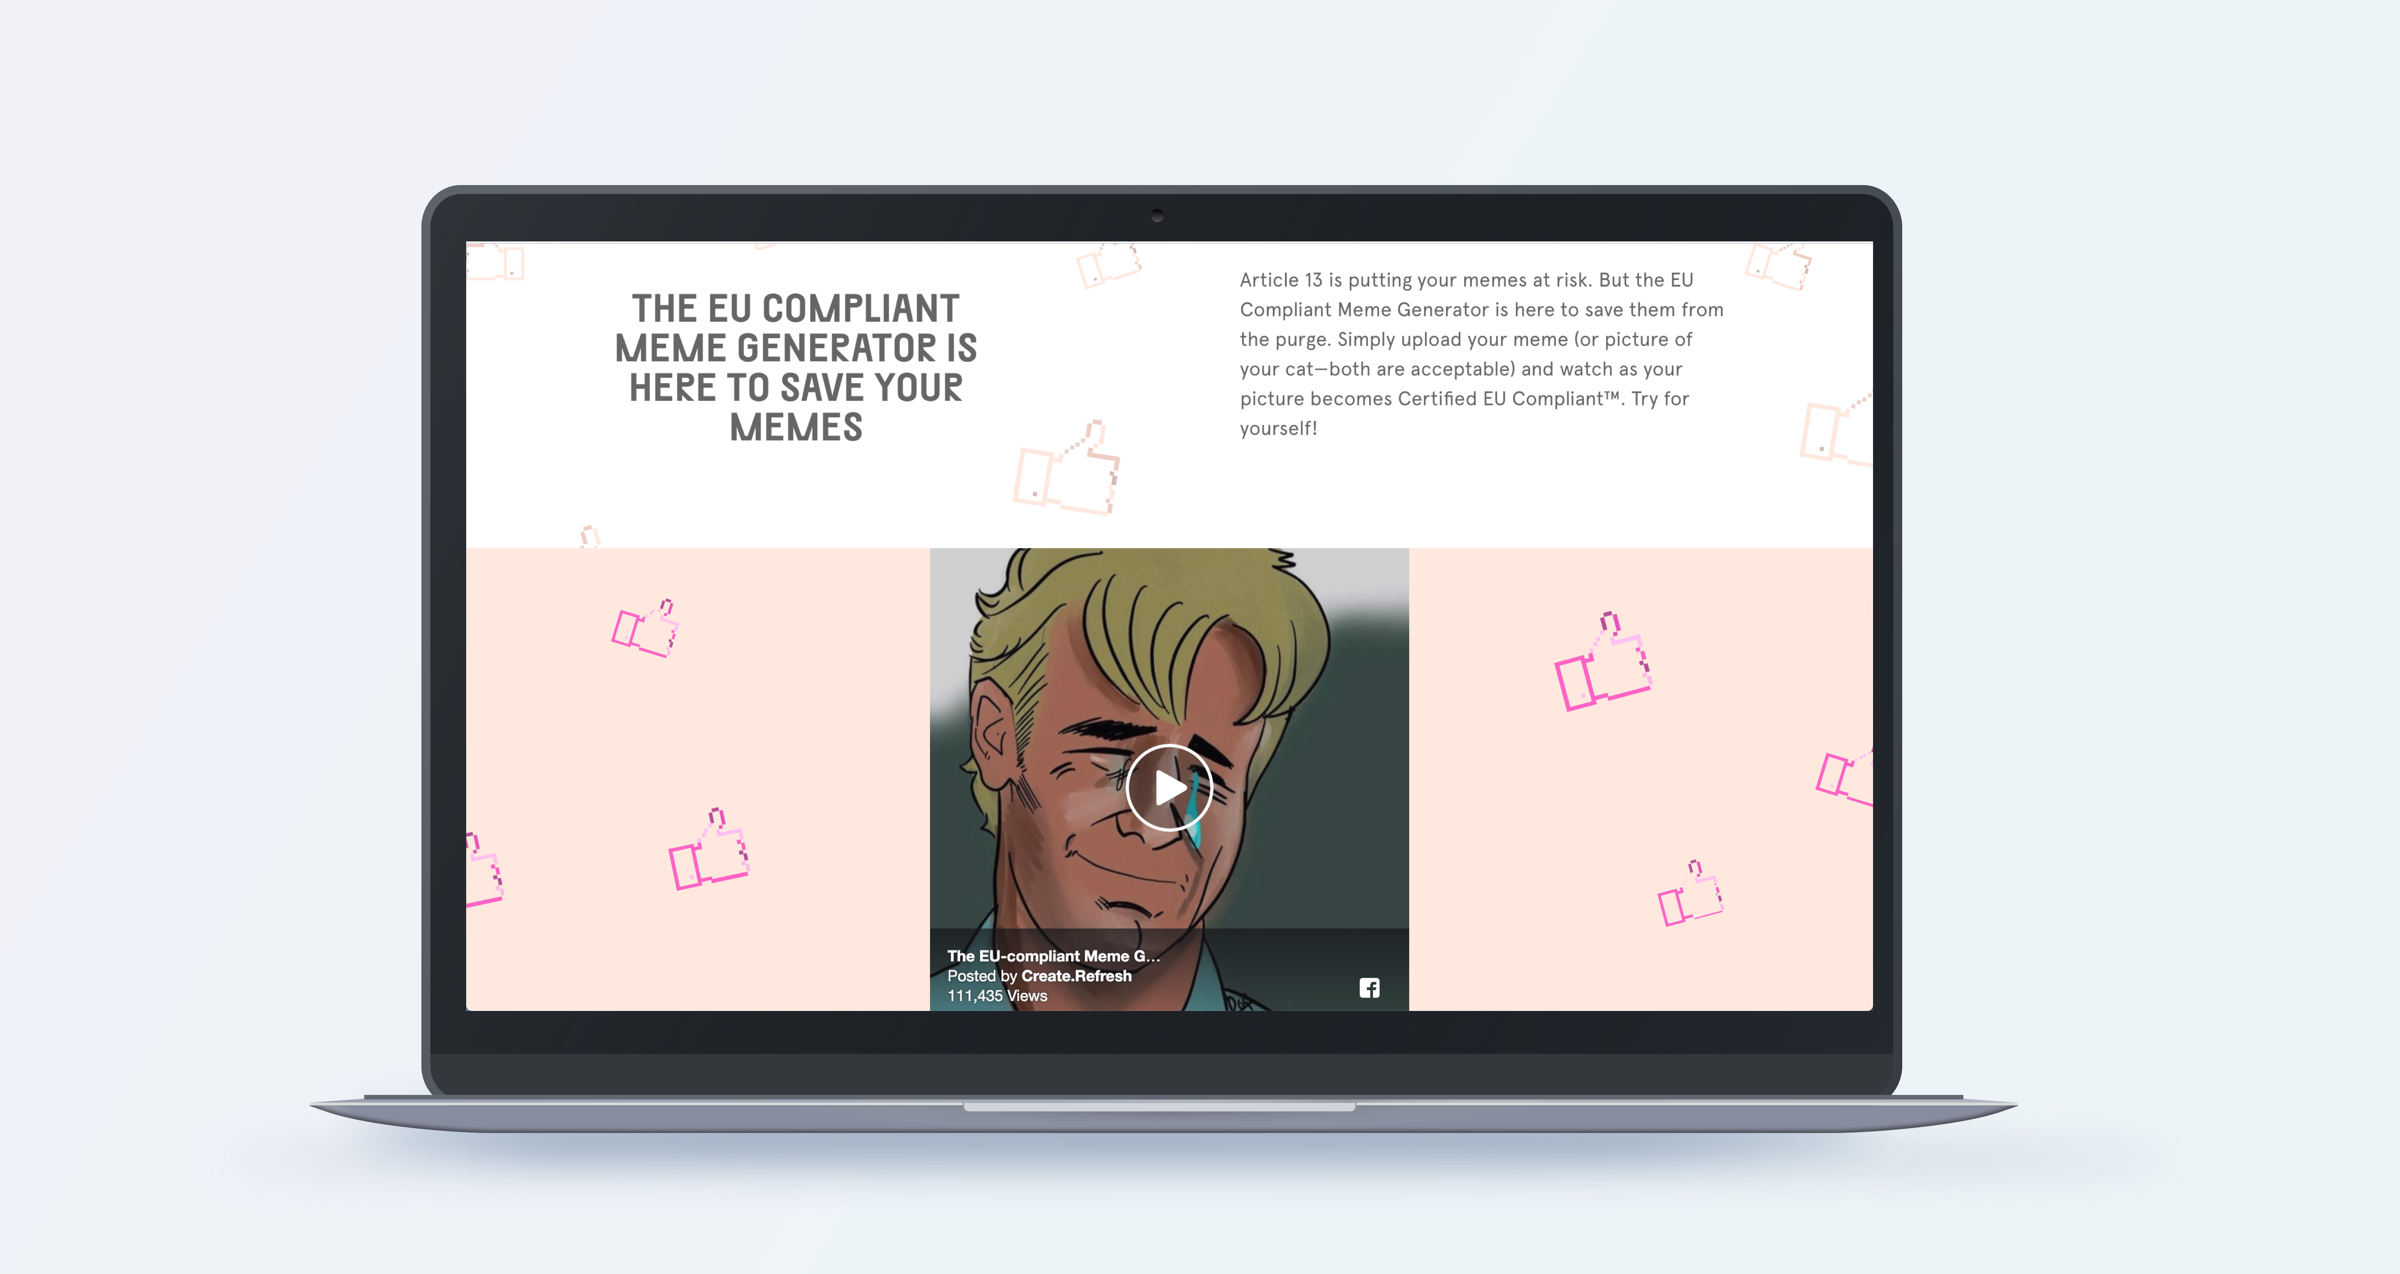 THE EU COMPLIANT
MEME GENERATOR IS
HERE TO SAVE YOUR
MEMES
Article 13 is putting your memes at risk. But the EU
Compliant Meme Generator is here to save them from
the purge. Simply upload your meme (or picture of
your cat—both are acceptable) and watch as your
picture becomes Certified EU Compliant™. Try for
yourself!
The EU-compliant Meme G...
Posted by Create.Refresh
111,435 Views